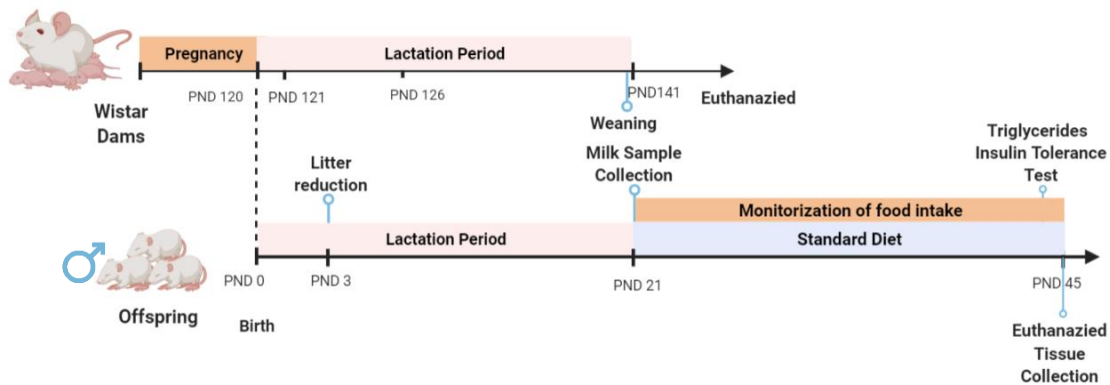 Pregnancy
Lactation Period
PND 120
PND 121
PND 126
PND141
Euthanazied
Wistar
Dams
Weaning
Milk Sample
Collection
Triglycerides
Insulin Tolerance
Test
Litter
reduction
Monitorization of food intake
Lactation Period
Standard Diet
PND 0
PND 3
PND 21
PND 45
Offspring
Birth
Euthanazied
Tissue
Collection